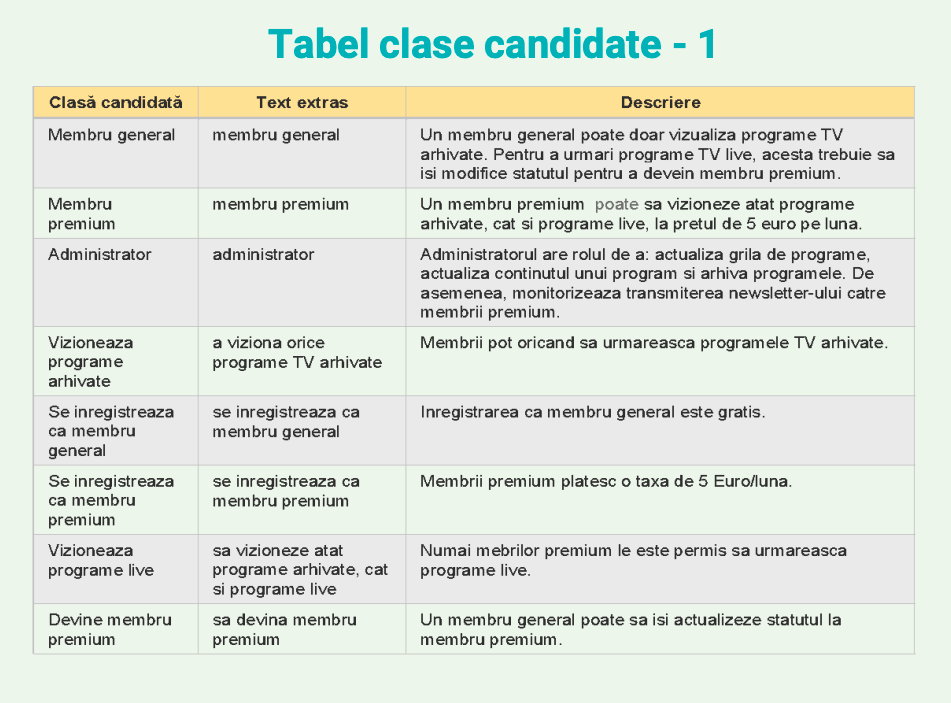 Tabel clase candidate - 1
Clasă candidată
Text extras
Descriere
Membru general
membru general
Un membru general poate doar vizualiza programe TV
arhivate. Pentru a urmari programe TV live, acesta trebuie sa
isi modifice statutul pentru a devein membru premium.
Membru
premium
membru premium
Un membru premium poate sa vizioneze atat programe
arhivate, cat si programe live, la pretul de 5 euro pe luna.
Administrator
administrator
Administratorul are rolul de a: actualiza grila de programe,
actualiza continutul unui program si arhiva programele. De
asemenea, monitorizeaza transmiterea newsletter-ului catre
membrii premium.
Vizioneaza
programe
arhivate
a viziona orice
programe TV arhivate
Membrii pot oricand sa urmareasca programele TV arhivate.
Se inregistreaza
ca membru
general
se inregistreaza ca
membru general
Inregistrarea ca membru general este gratis.
Se inregistreaza
ca membru
premium
se inregistreaza ca
membru premium
Membrii premium platesc o taxa de 5 Euro/luna.
Vizioneaza
programe live
sa vizioneze atat
programe arhivate, cat
si programe live
Numai mebrilor premium le este permis sa urmareasca
programe live.
Devine membru
premium
sa devina membru
premium
Un membru general poate sa isi actualizeze statutul la
membru premium.